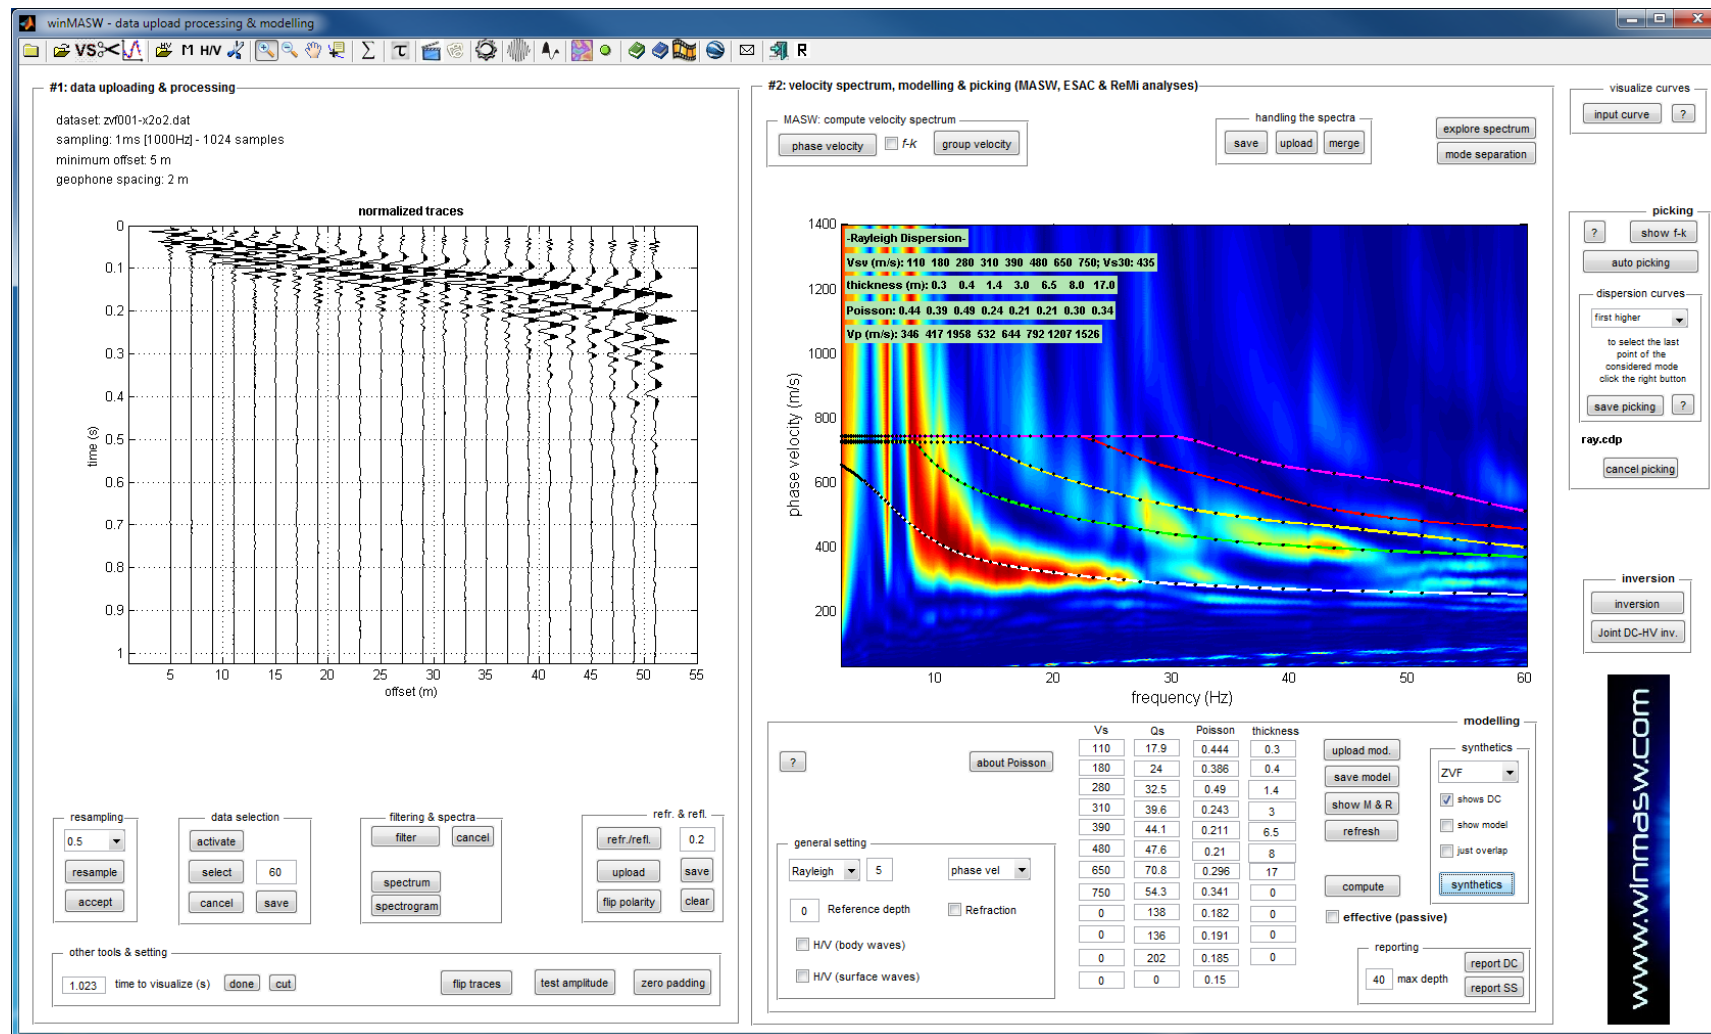 winMASW - data upload processing & modelling
VS M H/V Σ τ R
#1: data uploading & processing
dataset: zvf001-x2o2.dat
sampling: 1ms [1000Hz] - 1024 samples
minimum offset: 5 m
geophone spacing: 2 m
normalized traces
0
0.1
0.2
0.3
0.4
0.5
0.6
0.7
0.8
0.9
1
time (s)
5 10 15 20 25 30 35 40 45 50 55
offset (m)
resampling
0.5
resample
accept
data selection
activate
select 60
cancel save
filtering & spectra
filter cancel
spectrum
spectrogram
refr. & refl.
refr./refl. 0.2
upload save
flip polarity clear
other tools & setting
1.023 time to visualize (s) done cut flip traces test amplitude zero padding
#2: velocity spectrum, modelling & picking (MASW, ESAC & ReMi analyses)
MASW: compute velocity spectrum
phase velocity f-k group velocity
handling the spectra
save upload merge
explore spectrum
mode separation
-Rayleigh Dispersion-
Vsv (m/s): 110 180 280 310 390 480 650 750; Vs30: 435
thickness (m): 0.3 0.4 1.4 3.0 6.5 8.0 17.0
Poisson: 0.44 0.39 0.49 0.24 0.21 0.21 0.30 0.34
Vp (m/s): 346 417 1958 532 644 792 1207 1526
1400
1200
1000
800
600
400
200
phase velocity (m/s)
10 20 30 40 50 60
frequency (Hz)
modelling
? about Poisson
general setting
Rayleigh 5 phase vel
0 Reference depth Refraction
H/V (body waves)
H/V (surface waves)
Vs Qs Poisson thickness
110 17.9 0.444 0.3
180 24 0.386 0.4
280 32.5 0.49 1.4
310 39.6 0.243 3
390 44.1 0.211 6.5
480 47.6 0.21 8
650 70.8 0.296 17
750 54.3 0.341 0
0 138 0.182 0
0 136 0.191 0
0 202 0.185 0
0 0 0.15
upload mod.
save model
show M & R
refresh
compute
synthetics
ZVF
shows DC
show model
just overlap
synthetics
effective (passive)
reporting
40 max depth report DC
report SS
visualize curves
input curve ?
picking
? show f-k
auto picking
dispersion curves
first higher
to select the last
point of the
considered mode
click the right button
save picking ?
ray.cdp
cancel picking
inversion
inversion
Joint DC-HV inv.
www.winmasw.com